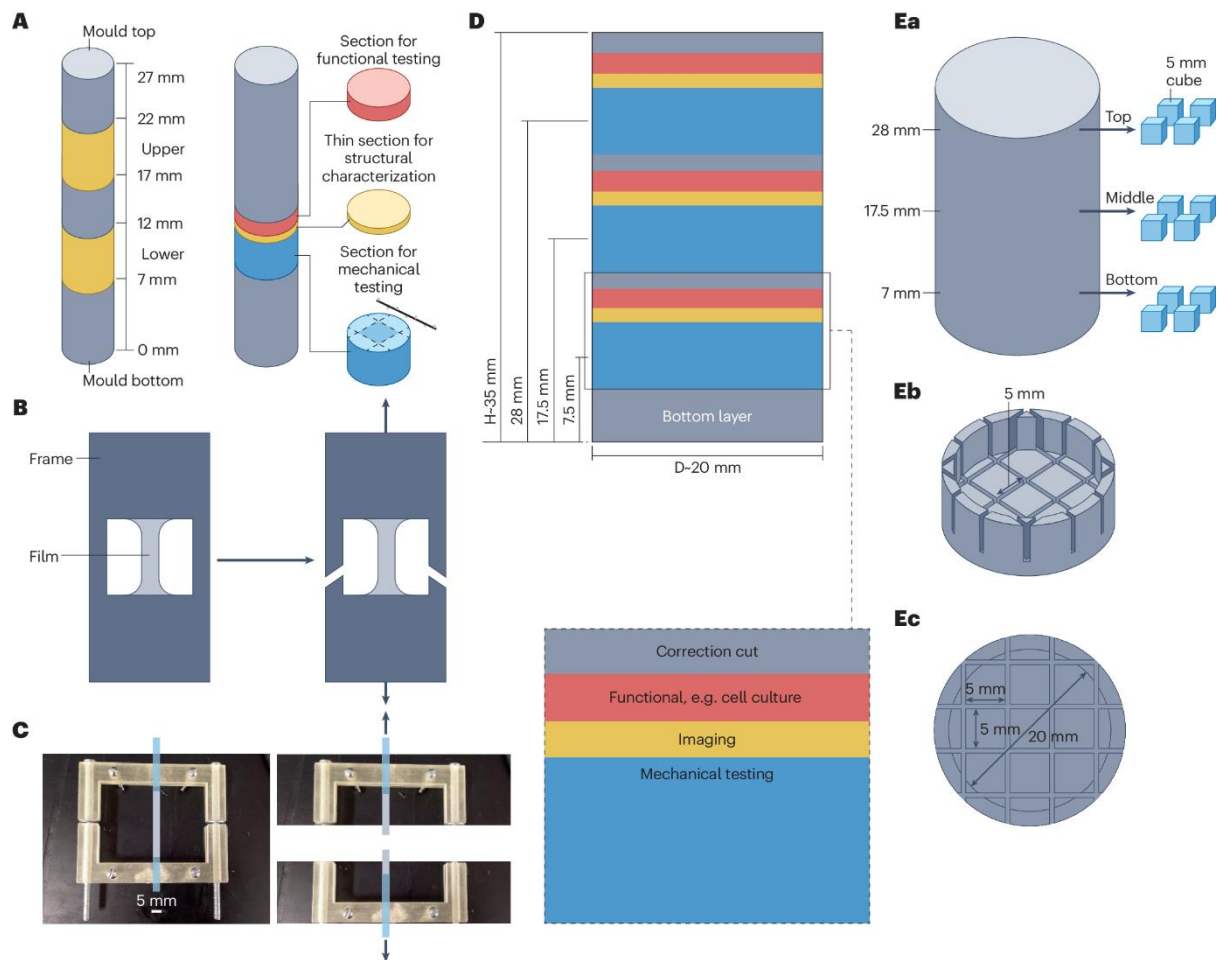 A
Mould top
27 mm
22 mm
Upper
17 mm
12 mm
Lower
7 mm
0 mm
Mould bottom
Section for
functional testing
Thin section for
structural
characterization
Section for
mechanical
testing
B
Frame
Film
C
5 mm
D
H~35 mm
28 mm
17.5 mm
7.5 mm
Bottom layer
D~20 mm
Correction cut
Functional, e.g. cell culture
Imaging
Mechanical testing
Ea
5 mm
cube
Top
28 mm
Middle
17.5 mm
Bottom
7 mm
Eb
5 mm
Ec
5 mm
5 mm
20 mm